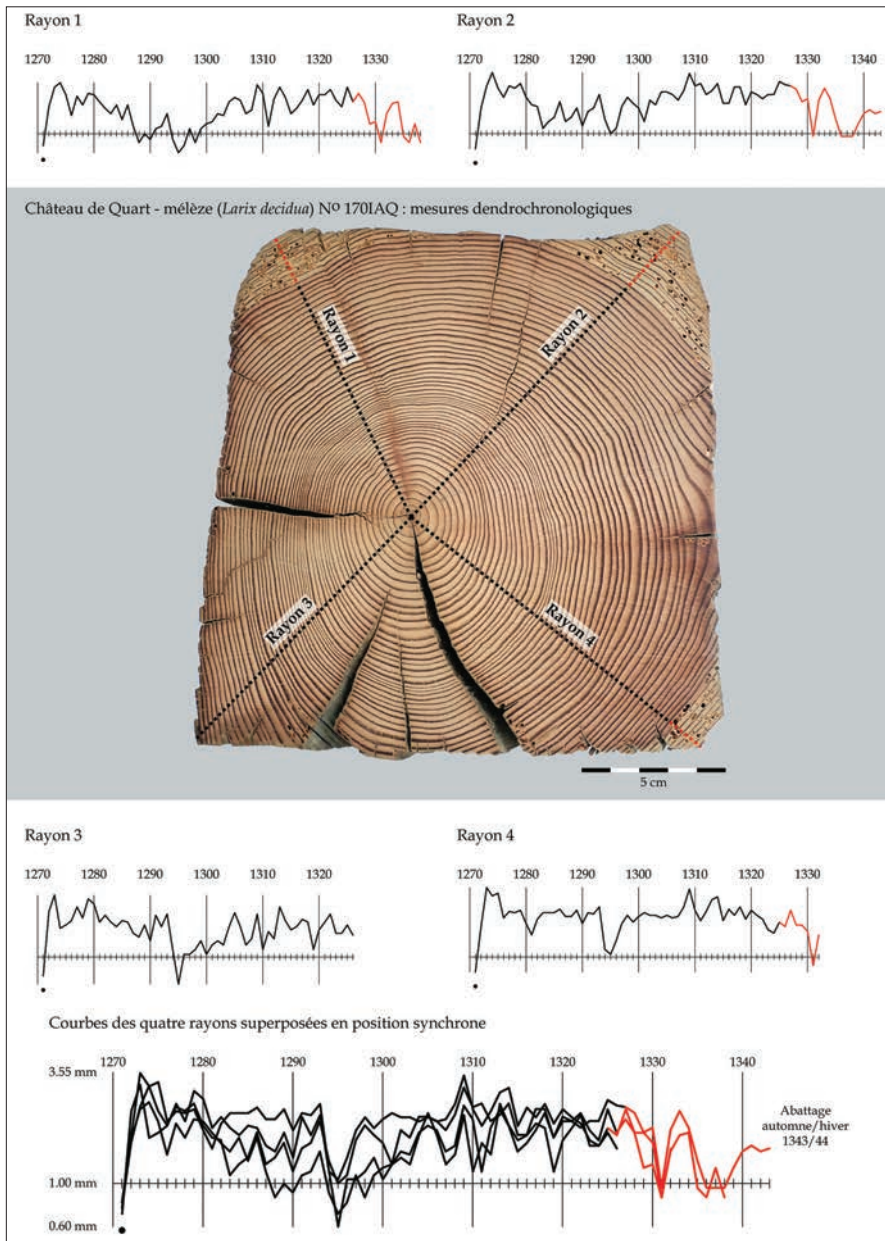 Rayon 1
1270 1280 1290 1300 1310 1320 1330
Rayon 2
1270 1280 1290 1300 1310 1320 1330 1340
Château de Quart - mélèze (Larix decidua) Nº 170IAQ : mesures dendrochronologiques
Rayon 1
Rayon 2
Rayon 3
Rayon 4
5 cm
Rayon 3
1270 1280 1290 1300 1310 1320
Rayon 4
1270 1280 1290 1300 1310 1320 1332
Courbes des quatre rayons superposées en position synchrone
1270 1280 1290 1300 1310 1320 1330 1340
3.55 mm
1.00 mm
0.60 mm
Abattage
automne/hiver
1343/44